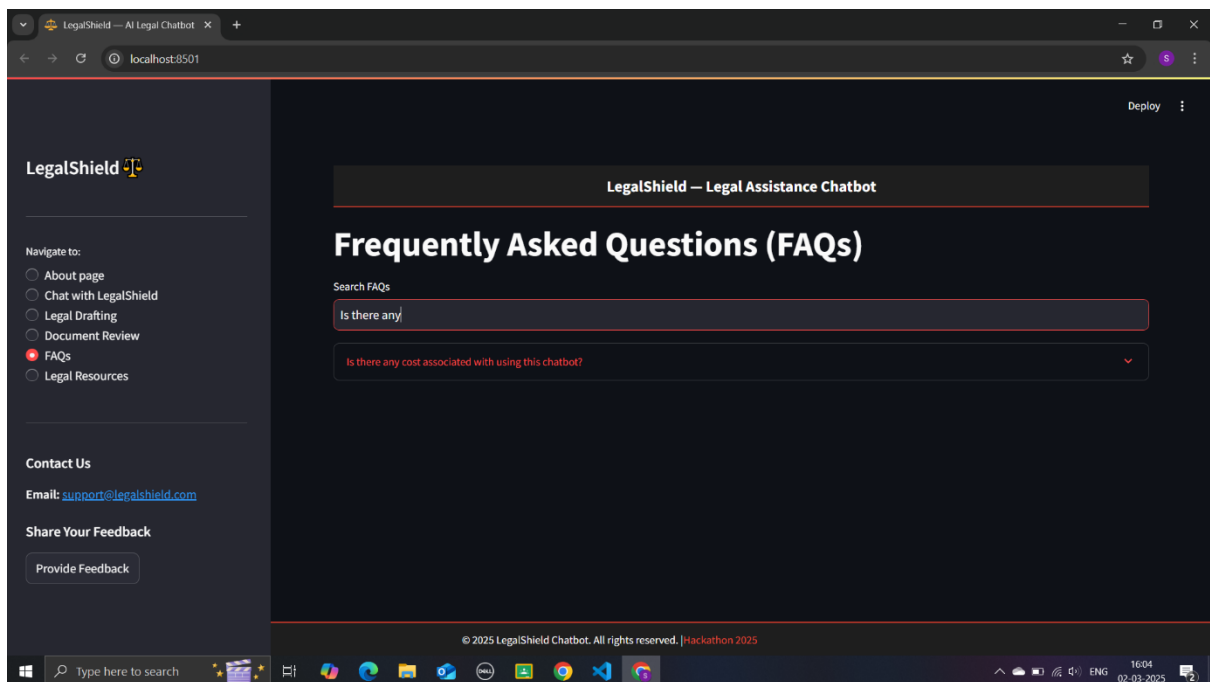 LegalShield — AI Legal Chatbot
localhost:8501
S
Deploy
LegalShield
Navigate to:
About page
Chat with LegalShield
Legal Drafting
Document Review
FAQs
Legal Resources
Contact Us
Email: support@legalshield.com
Share Your Feedback
Provide Feedback
LegalShield — Legal Assistance Chatbot
Frequently Asked Questions (FAQs)
Search FAQs
Is there any
Is there any cost associated with using this chatbot?
© 2025 LegalShield Chatbot. All rights reserved. |Hackathon 2025
Type here to search
DELL
S
ENG
16:04
02-03-2025
2